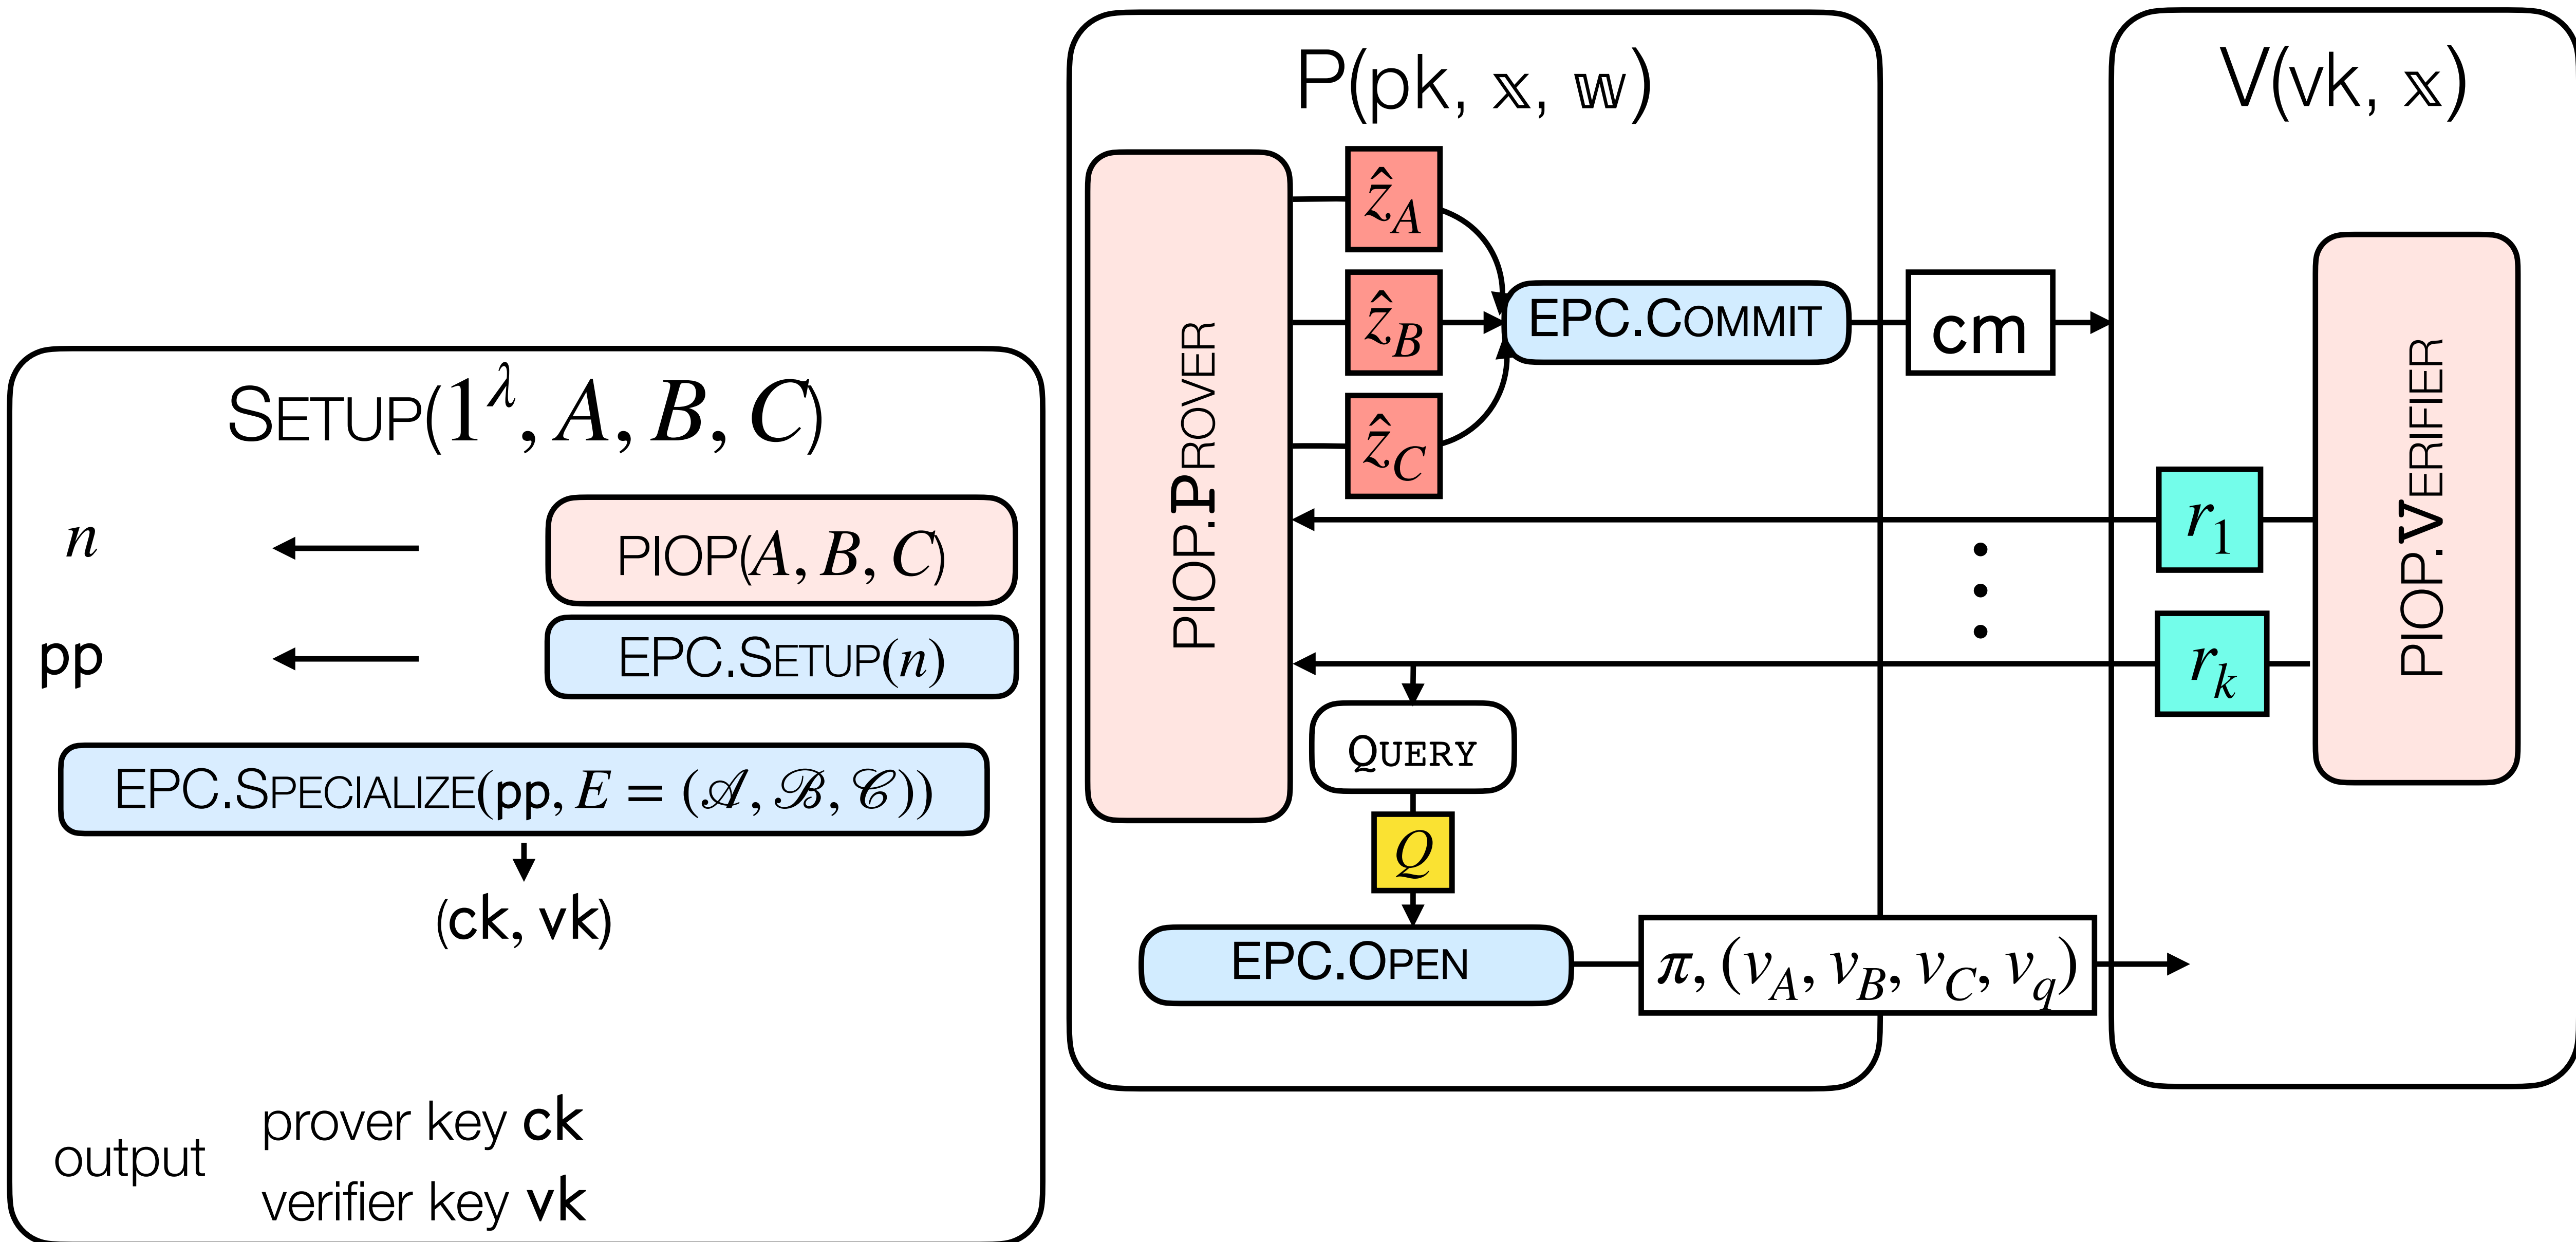 SETUP(1^λ, A, B, C)
n
PIOP(A, B, C)
pp
EPC.SETUP(n)
EPC.SPECIALIZE(pp, E = (𝒜, ℬ, 𝒞))
(ck, vk)
output
prover key ck
verifier key vk
P(pk, 𝕩, 𝕨)
PIOP.PROVER
ẑ_A
ẑ_B
ẑ_C
EPC.COMMIT
cm
QUERY
Q
EPC.OPEN
π, (v_A, v_B, v_C, v_q)
V(vk, 𝕩)
r_1
⋮
r_k
PIOP.VERIFIER